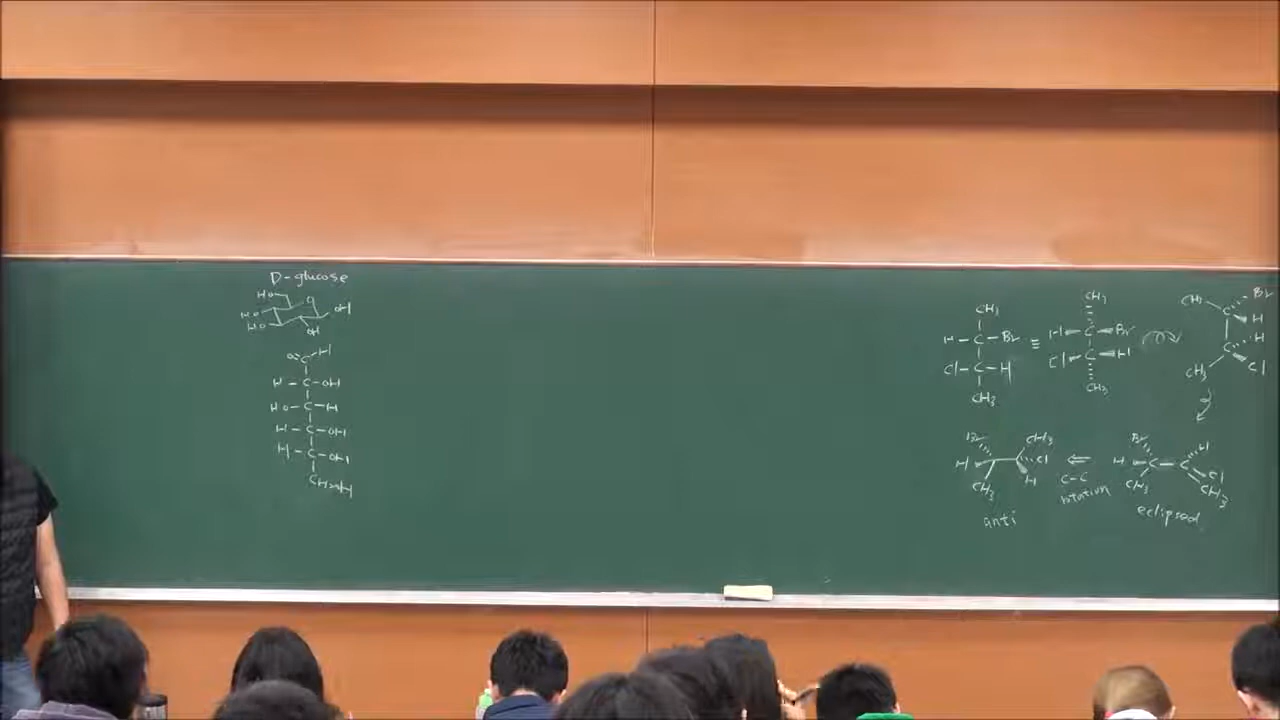 D-glucose
HO
O
HO
OH
HO
OH
O
H
C
H-C-OH
HO-C-H
H-C-OH
H-C-OH
CH2OH
CH3
H-C-Br
Cl-C-H
CH3
≡
CH3
H C Br
Cl C H
CH3
CH3
Br
C
H
H
C
CH3
Cl
Br
CH3
H
Cl
CH3
H
anti
⇐
C-C
rotation
Br
H
H C-C
Cl
CH3
CH3
eclipsed